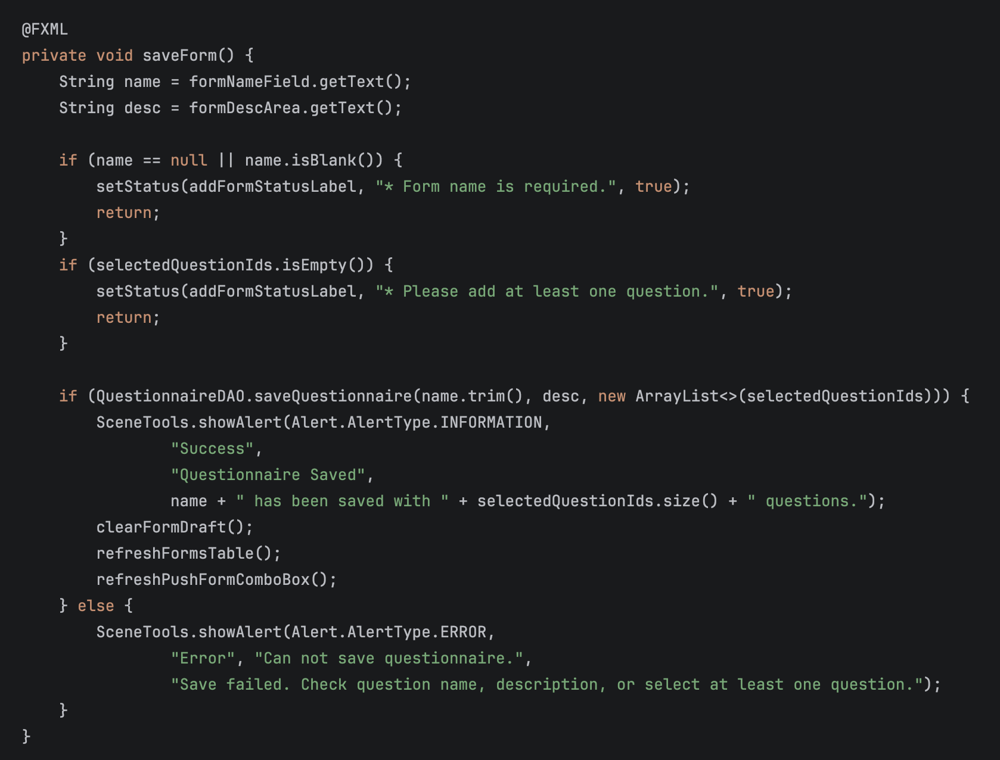 @FXML
private void saveForm() {
    String name = formNameField.getText();
    String desc = formDescArea.getText();

    if (name == null || name.isBlank()) {
        setStatus(addFormStatusLabel, "* Form name is required.", true);
        return;
    }
    if (selectedQuestionIds.isEmpty()) {
        setStatus(addFormStatusLabel, "* Please add at least one question.", true);
        return;
    }

    if (QuestionnaireDAO.saveQuestionnaire(name.trim(), desc, new ArrayList<>(selectedQuestionIds))) {
        SceneTools.showAlert(Alert.AlertType.INFORMATION,
                "Success",
                "Questionnaire Saved",
                name + " has been saved with " + selectedQuestionIds.size() + " questions.");
        clearFormDraft();
        refreshFormsTable();
        refreshPushFormComboBox();
    } else {
        SceneTools.showAlert(Alert.AlertType.ERROR,
                "Error", "Can not save questionnaire.",
                "Save failed. Check question name, description, or select at least one question.");
    }
}